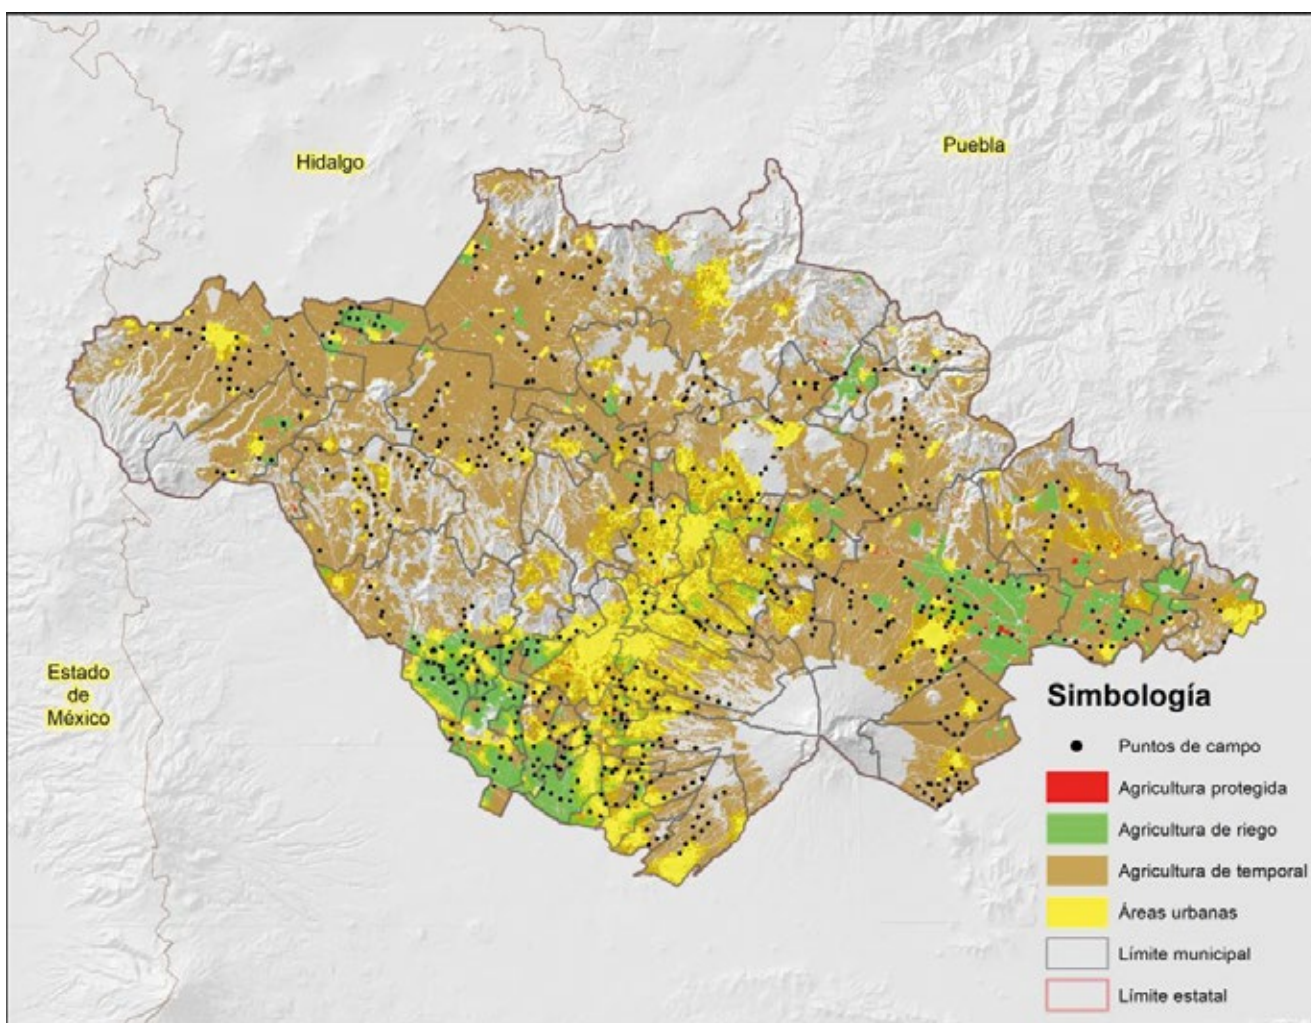 Hidalgo
Puebla
Estado
de
México
Simbología
Puntos de campo
Agricultura protegida
Agricultura de riego
Agricultura de temporal
Áreas urbanas
Límite municipal
Límite estatal